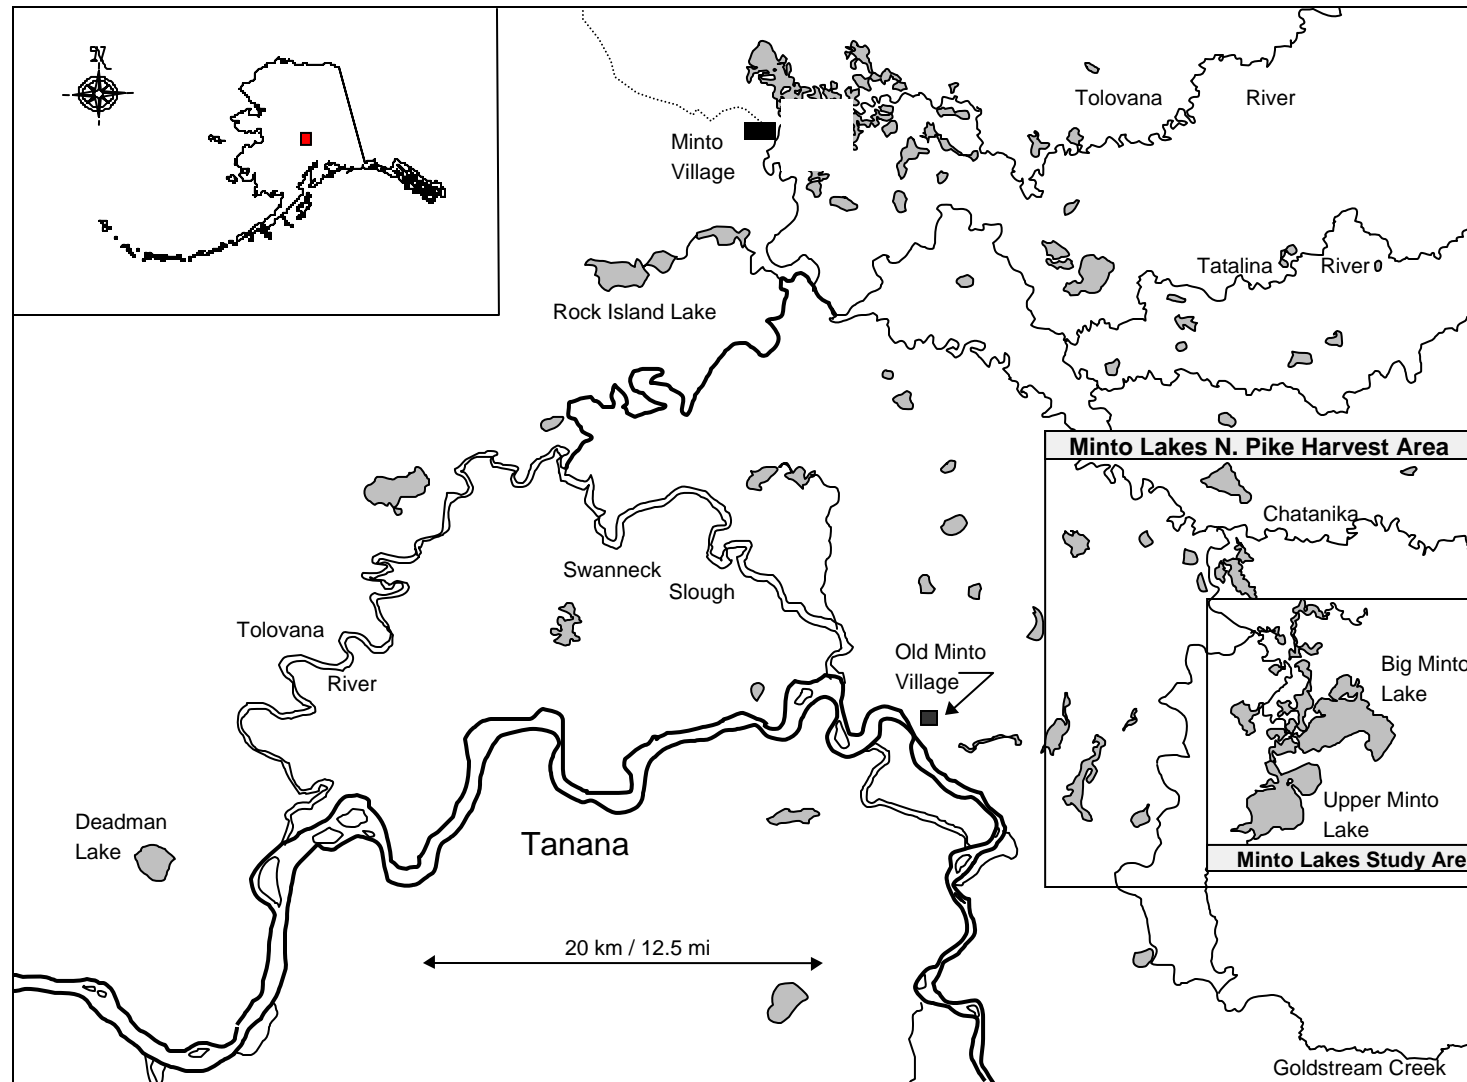 Tolovana River
Minto
Village
Tatalina River
Rock Island Lake
Minto Lakes N. Pike Harvest Area
Chatanika
Swanneck
Slough
Tolovana
River
Old Minto
Village
Big Minto
Lake
Upper Minto
Lake
Minto Lakes Study Are
Deadman
Lake
Tanana
20 km / 12.5 mi
Goldstream Creek